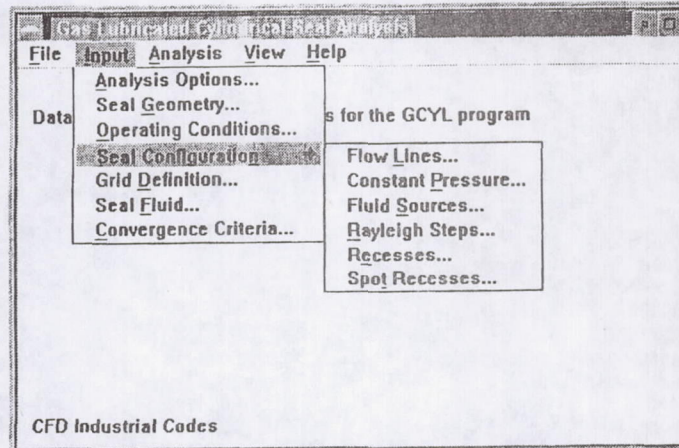 Gas Lubricated Cylindrical Seal Analysis
File Input Analysis View Help
Analysis Options...
Seal Geometry...
Data s for the GCYL program
Operating Conditions...
Seal Configuration
Flow Lines...
Grid Definition...
Constant Pressure...
Seal Fluid...
Fluid Sources...
Convergence Criteria...
Rayleigh Steps...
Recesses...
Spot Recesses...
CFD Industrial Codes